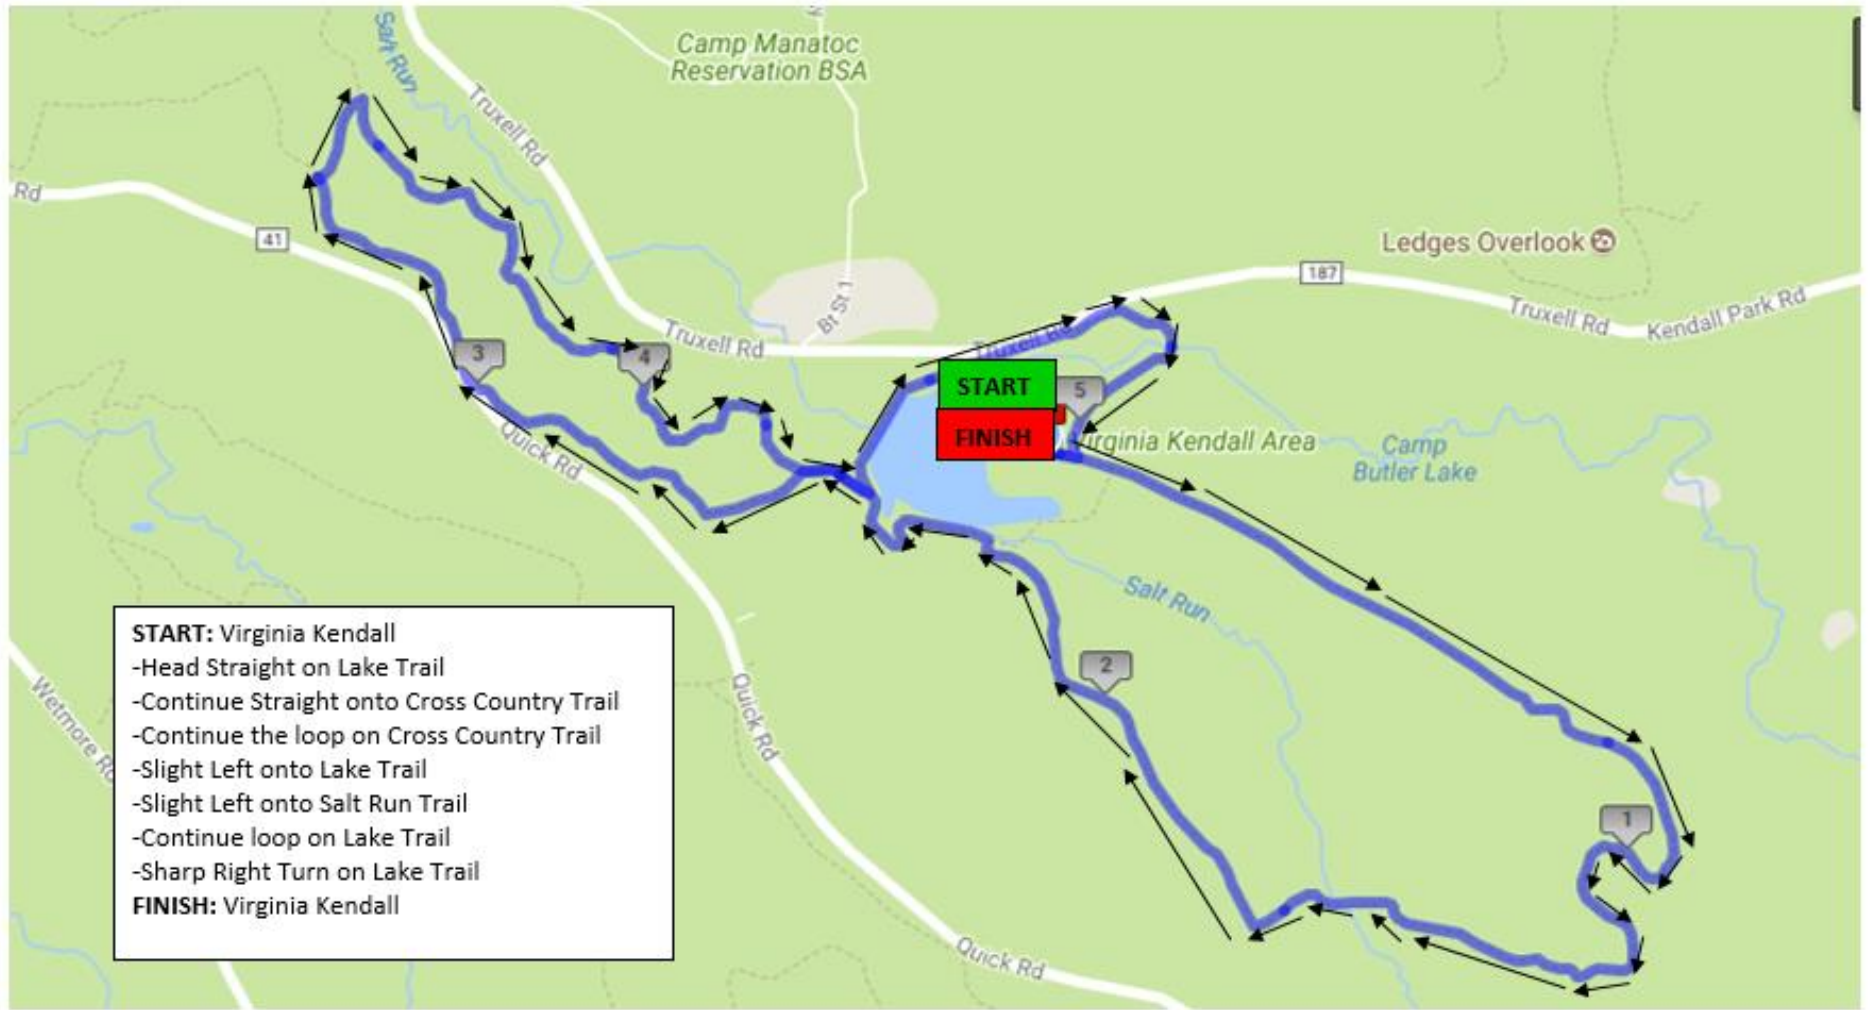 Salt Run
Camp Manatoc
Reservation BSA
Truxell Rd
Rd
41
Ledges Overlook
187
Bt St 1
Truxell Rd
Kendall Park Rd
Truxell Rd
Truxell
START
3
4
5
FINISH
irginia Kendall Area
Quick Rd
Camp
Butler Lake
Salt Run
START: Virginia Kendall
-Head Straight on Lake Trail
-Continue Straight onto Cross Country Trail
-Continue the loop on Cross Country Trail
-Slight Left onto Lake Trail
-Slight Left onto Salt Run Trail
-Continue loop on Lake Trail
-Sharp Right Turn on Lake Trail
FINISH: Virginia Kendall
2
Wetmore Rd
Quick Rd
1
Quick Rd